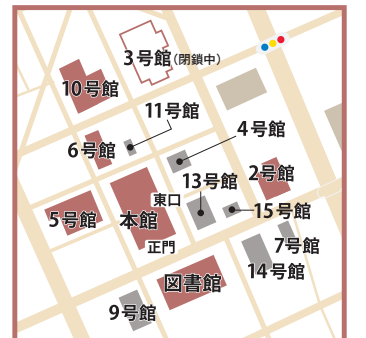 3号館(閉鎖中)
10号館
11号館
4号館
6号館
2号館
13号館
東口
15号館
5号館
本館
正門
7号館
14号館
図書館
9号館